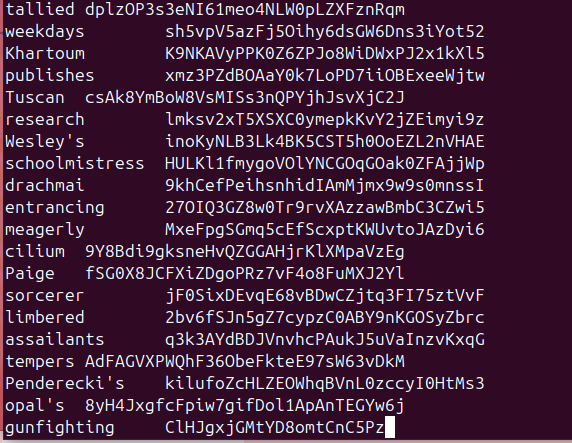 tallied dplzOP3s3eNI61meo4NLW0pLZXFznRqm
weekdays sh5vpV5azFj5Oihy6dsGW6Dns3iYot52
Khartoum K9NKAVyPPK0Z6ZPJo8WiDWxPJ2x1kXl5
publishes xmz3PZdBOAaY0k7LoPD7iiOBExeeWjtw
Tuscan csAk8YmBoW8VsMISs3nQPYjhJsvXjC2J
research lmksv2xT5XSXC0ymepkKvY2jZEimyi9z
Wesley's inoKyNLB3Lk4BK5CST5h0OoEZL2nVHAE
schoolmistress HULKl1fmygoVOlYNCGOqGOak0ZFAjjWp
drachmai 9khCefPeihsnhidIAmMjmx9w9s0mnssI
entrancing 27OIQ3GZ8w0Tr9rvXAzzawBmbC3CZwi5
meagerly MxeFpgSGmq5cEfScxptKWUvtoJAzDyi6
cilium 9Y8Bdi9gksneHvQZGGAHjrKlXMpaVzEg
Paige fSG0X8JCFXiZDgoPRz7vF4o8FuMXJ2Yl
sorcerer jF0SixDEvqE68vBDwCZjtq3FI75ztVvF
limbered 2bv6fSJn5gZ7cypzC0ABY9nKGOSyZbrc
assailants q3k3AYdBDJVnvhcPAukJ5uVaInzvKxqG
tempers AdFAGVXPWQhF36ObeFkteE97sW63vDkM
Penderecki's kilufoZcHLZEOWhqBVnL0zccyI0HtMs3
opal's 8yH4JxgfcFpiw7gifDol1ApAnTEGYw6j
gunfighting ClHJgxjGMtYD8omtCnC5Pz